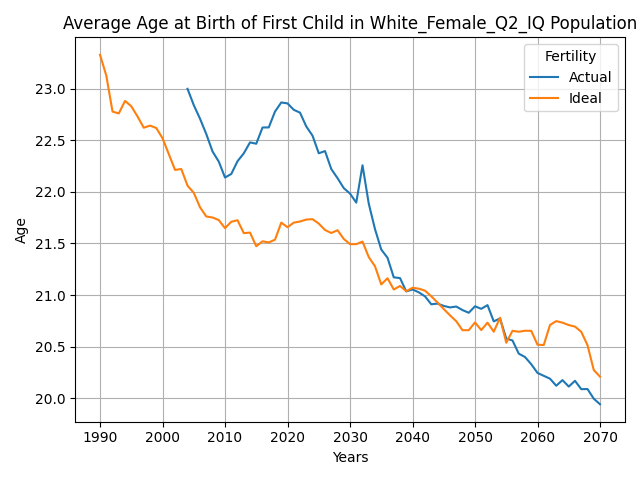 Average Age at Birth of First Child in White_Female_Q2_IQ Population
Fertility
Actual
Ideal
Age
23.0
22.5
22.0
21.5
21.0
20.5
20.0
1990 2000 2010 2020 2030 2040 2050 2060 2070
Years